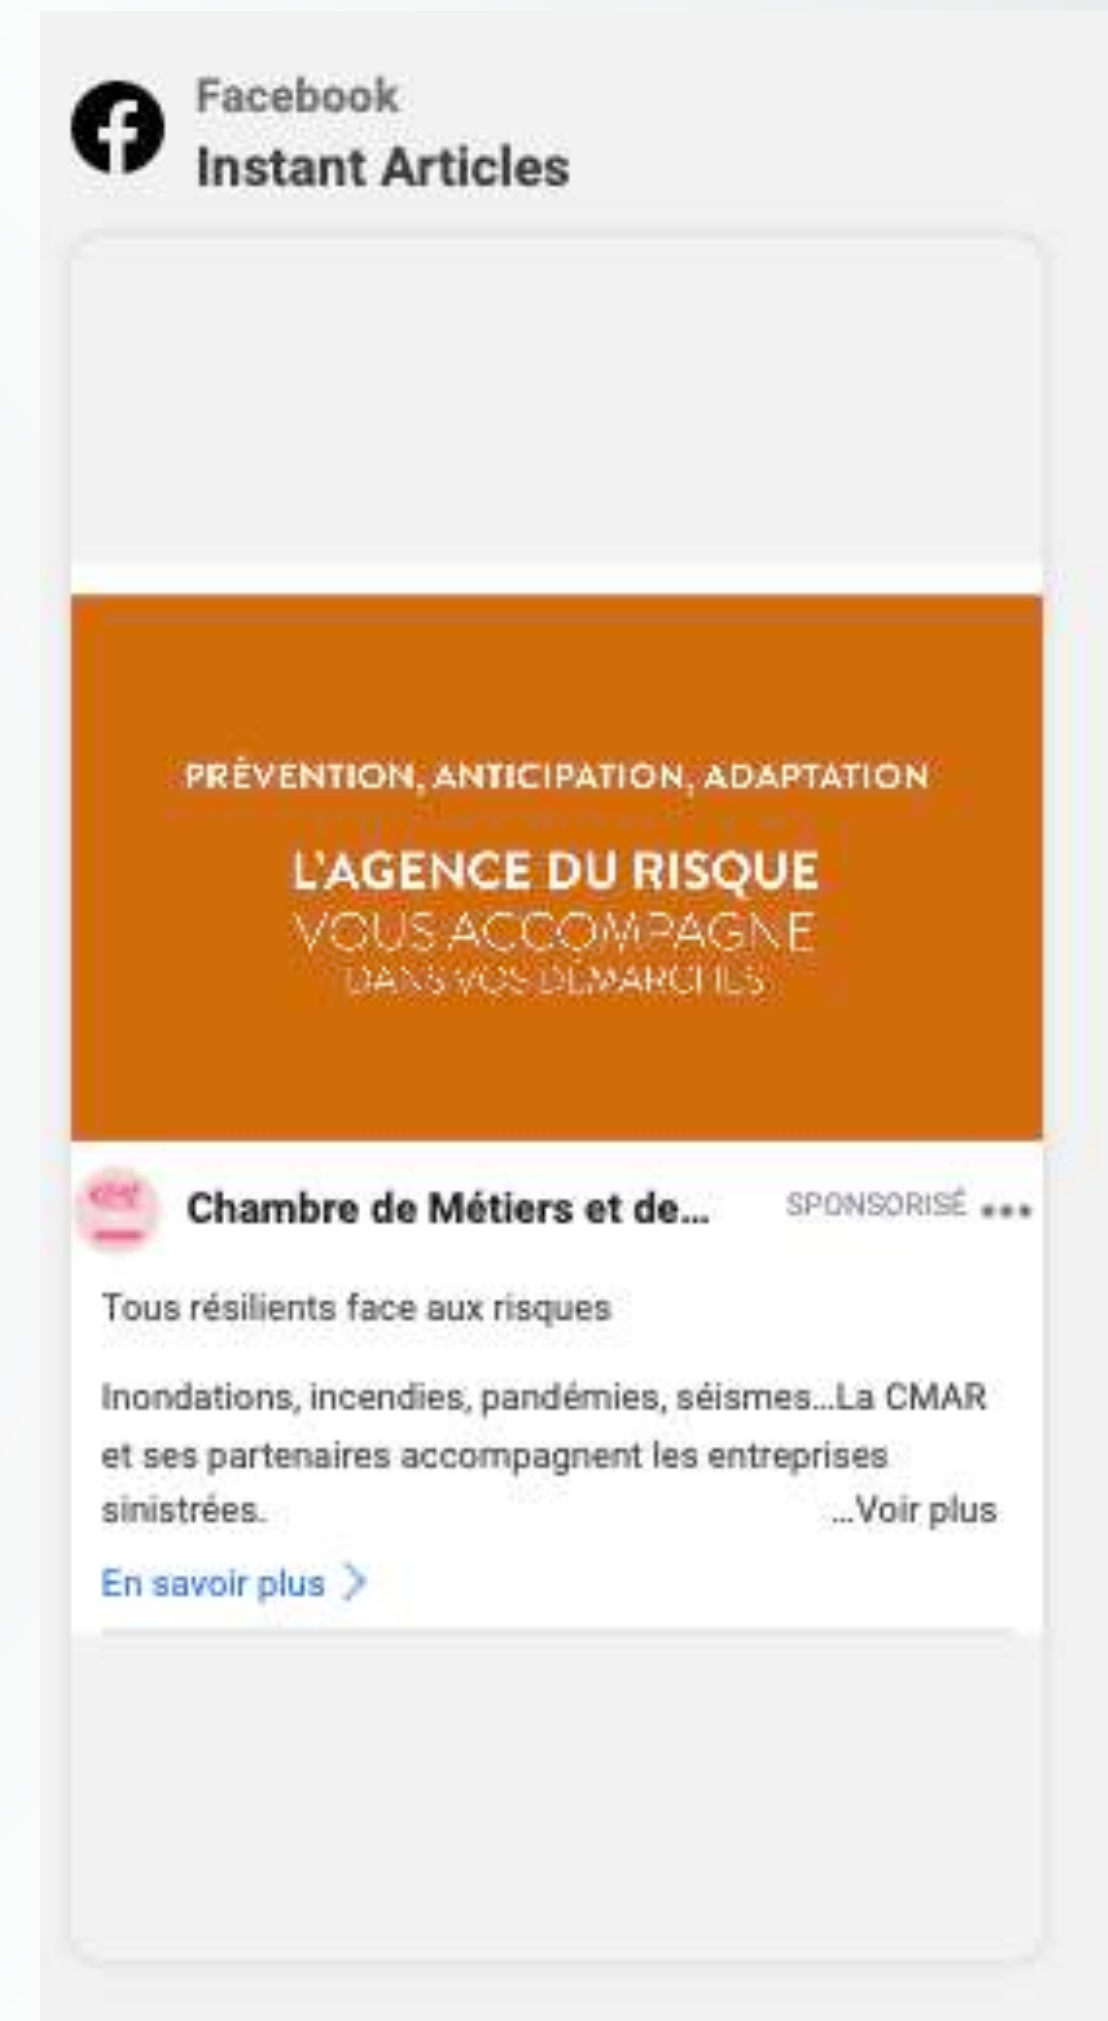 Facebook
Instant Articles
PRÉVENTION, ANTICIPATION, ADAPTATION
L'AGENCE DU RISQUE
VOUS ACCOMPAGNE
DANS VOS DÉMARCHES
Chambre de Métiers et de...
SPONSORISÉ
Tous résilients face aux risques
Inondations, incendies, pandémies, séismes...La CMAR
et ses partenaires accompagnent les entreprises
sinistrées. ...Voir plus
En savoir plus